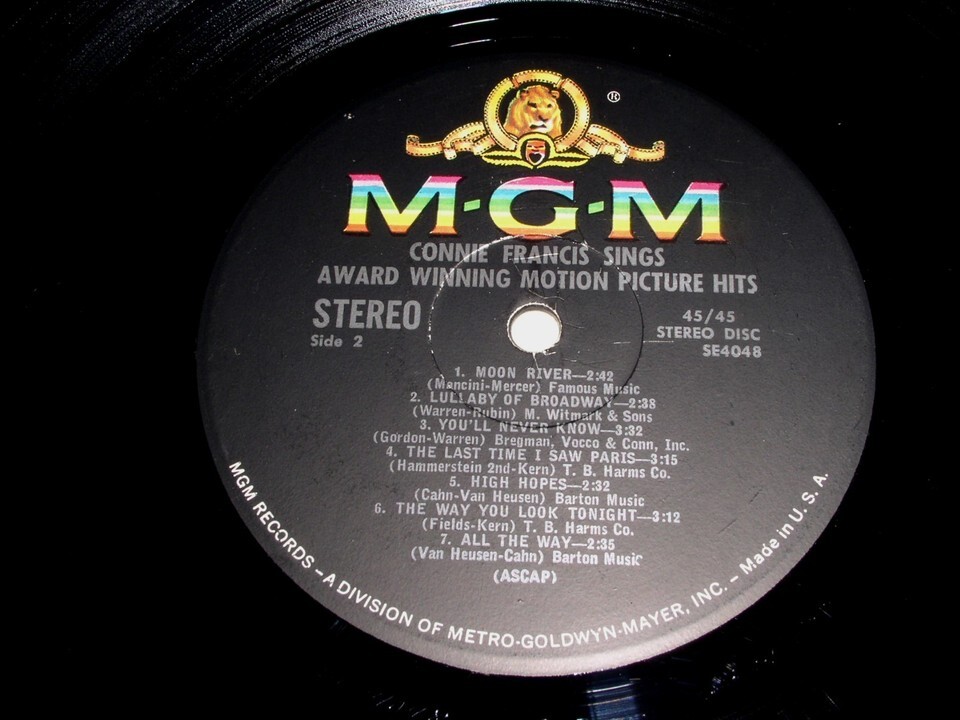 ®
M·G·M
CONNIE FRANCIS SINGS
AWARD WINNING MOTION PICTURE HITS
STEREO
Side 2
45/45
STEREO DISC
SE4048
1. MOON RIVER—2:42
(Mancini-Mercer) Famous Music
2. LULLABY OF BROADWAY—2:38
(Warren-Rubin) M. Witmark & Sons
3. YOU'LL NEVER KNOW—3:32
(Gordon-Warren) Bregman, Vocco & Conn, Inc.
4. THE LAST TIME I SAW PARIS—3:15
(Hammerstein 2nd-Kern) T. B. Harms Co.
5. HIGH HOPES—2:32
(Cahn-Van Heusen) Barton Music
6. THE WAY YOU LOOK TONIGHT—3:12
(Fields-Kern) T. B. Harms Co.
7. ALL THE WAY—2:35
(Van Heusen-Cahn) Barton Music
(ASCAP)
MGM RECORDS – A DIVISION OF METRO-GOLDWYN-MAYER, INC. – Made in U. S. A.